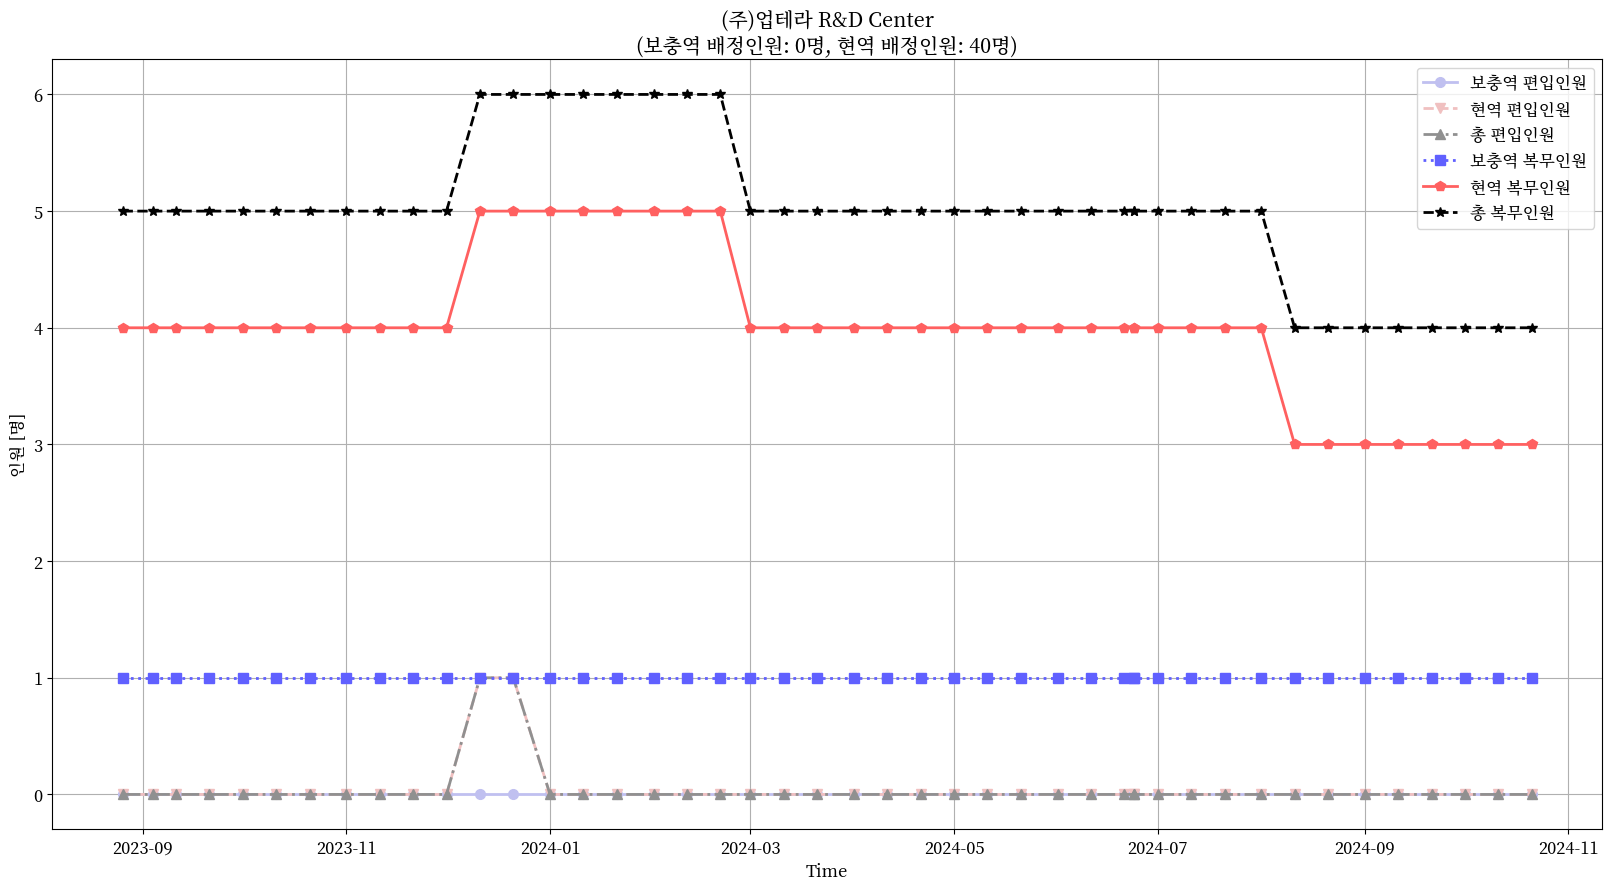 (주)업테라 R&D Center
(보충역 배정인원: 0명, 현역 배정인원: 40명)
보충역 편입인원
현역 편입인원
총 편입인원
보충역 복무인원
현역 복무인원
총 복무인원
인원 [명]
6
5
4
3
2
1
0
2023-09
2023-11
2024-01
2024-03
2024-05
2024-07
2024-09
2024-11
Time